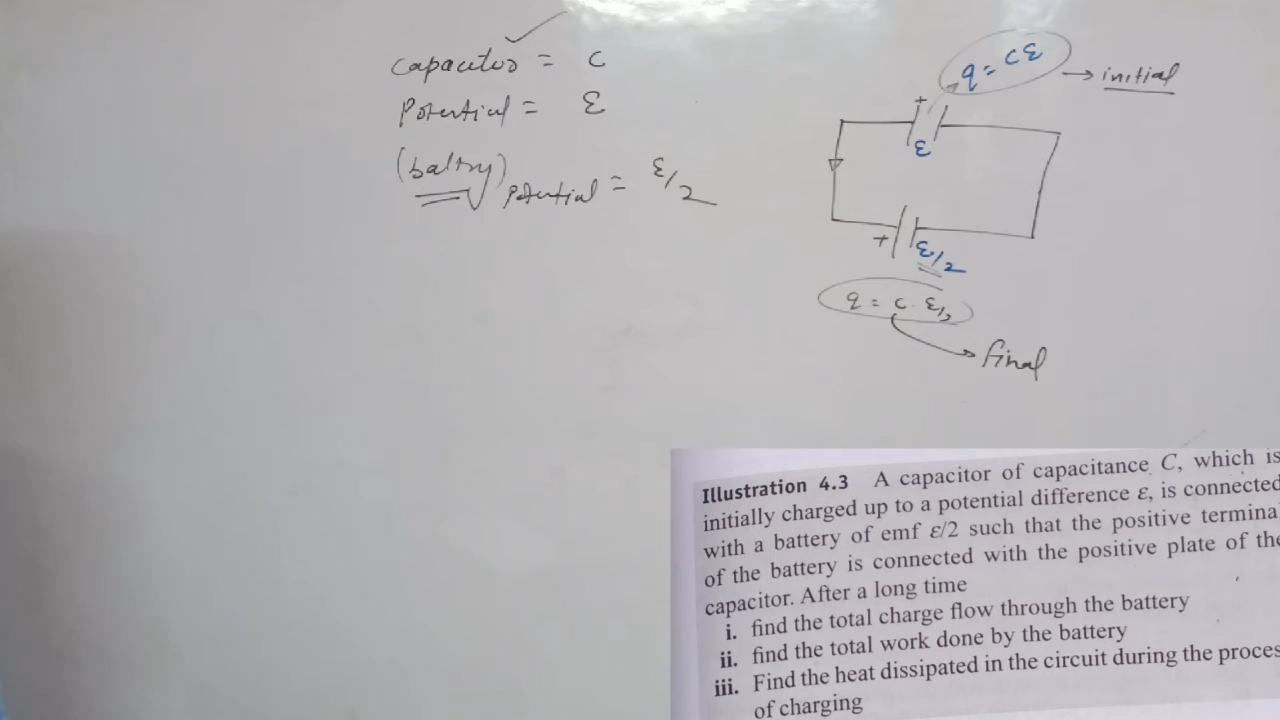 capacitor = C
Potential = ε
(battry) potential = ε/2
q = Cε → initial
+
ε
+
ε/2
q = C · ε/2
final
Illustration 4.3 A capacitor of capacitance C, which is
initially charged up to a potential difference ε, is connected
with a battery of emf ε/2 such that the positive termina
of the battery is connected with the positive plate of the
capacitor. After a long time
i. find the total charge flow through the battery
ii. find the total work done by the battery
iii. Find the heat dissipated in the circuit during the proces
of charging